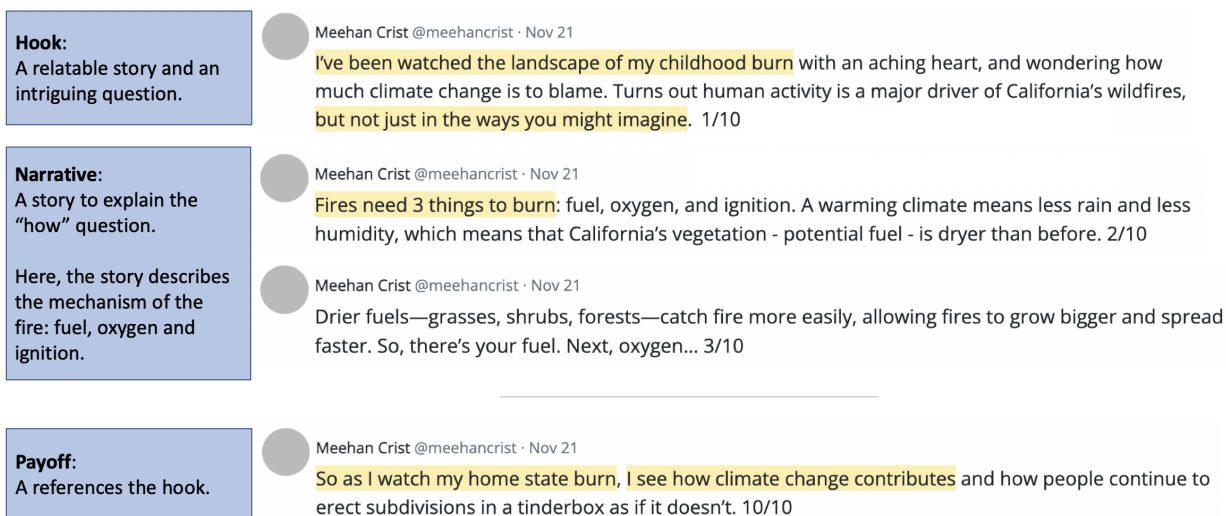 Hook:
A relatable story and an
intriguing question.
Meehan Crist @meehancrist · Nov 21
I’ve been watched the landscape of my childhood burn with an aching heart, and wondering how
much climate change is to blame. Turns out human activity is a major driver of California’s wildfires,
but not just in the ways you might imagine. 1/10
Narrative:
A story to explain the
“how” question.
Here, the story describes
the mechanism of the
fire: fuel, oxygen and
ignition.
Meehan Crist @meehancrist · Nov 21
Fires need 3 things to burn: fuel, oxygen, and ignition. A warming climate means less rain and less
humidity, which means that California’s vegetation - potential fuel - is dryer than before. 2/10
Meehan Crist @meehancrist · Nov 21
Drier fuels—grasses, shrubs, forests—catch fire more easily, allowing fires to grow bigger and spread
faster. So, there’s your fuel. Next, oxygen... 3/10
Payoff:
A references the hook.
Meehan Crist @meehancrist · Nov 21
So as I watch my home state burn, I see how climate change contributes and how people continue to
erect subdivisions in a tinderbox as if it doesn’t. 10/10